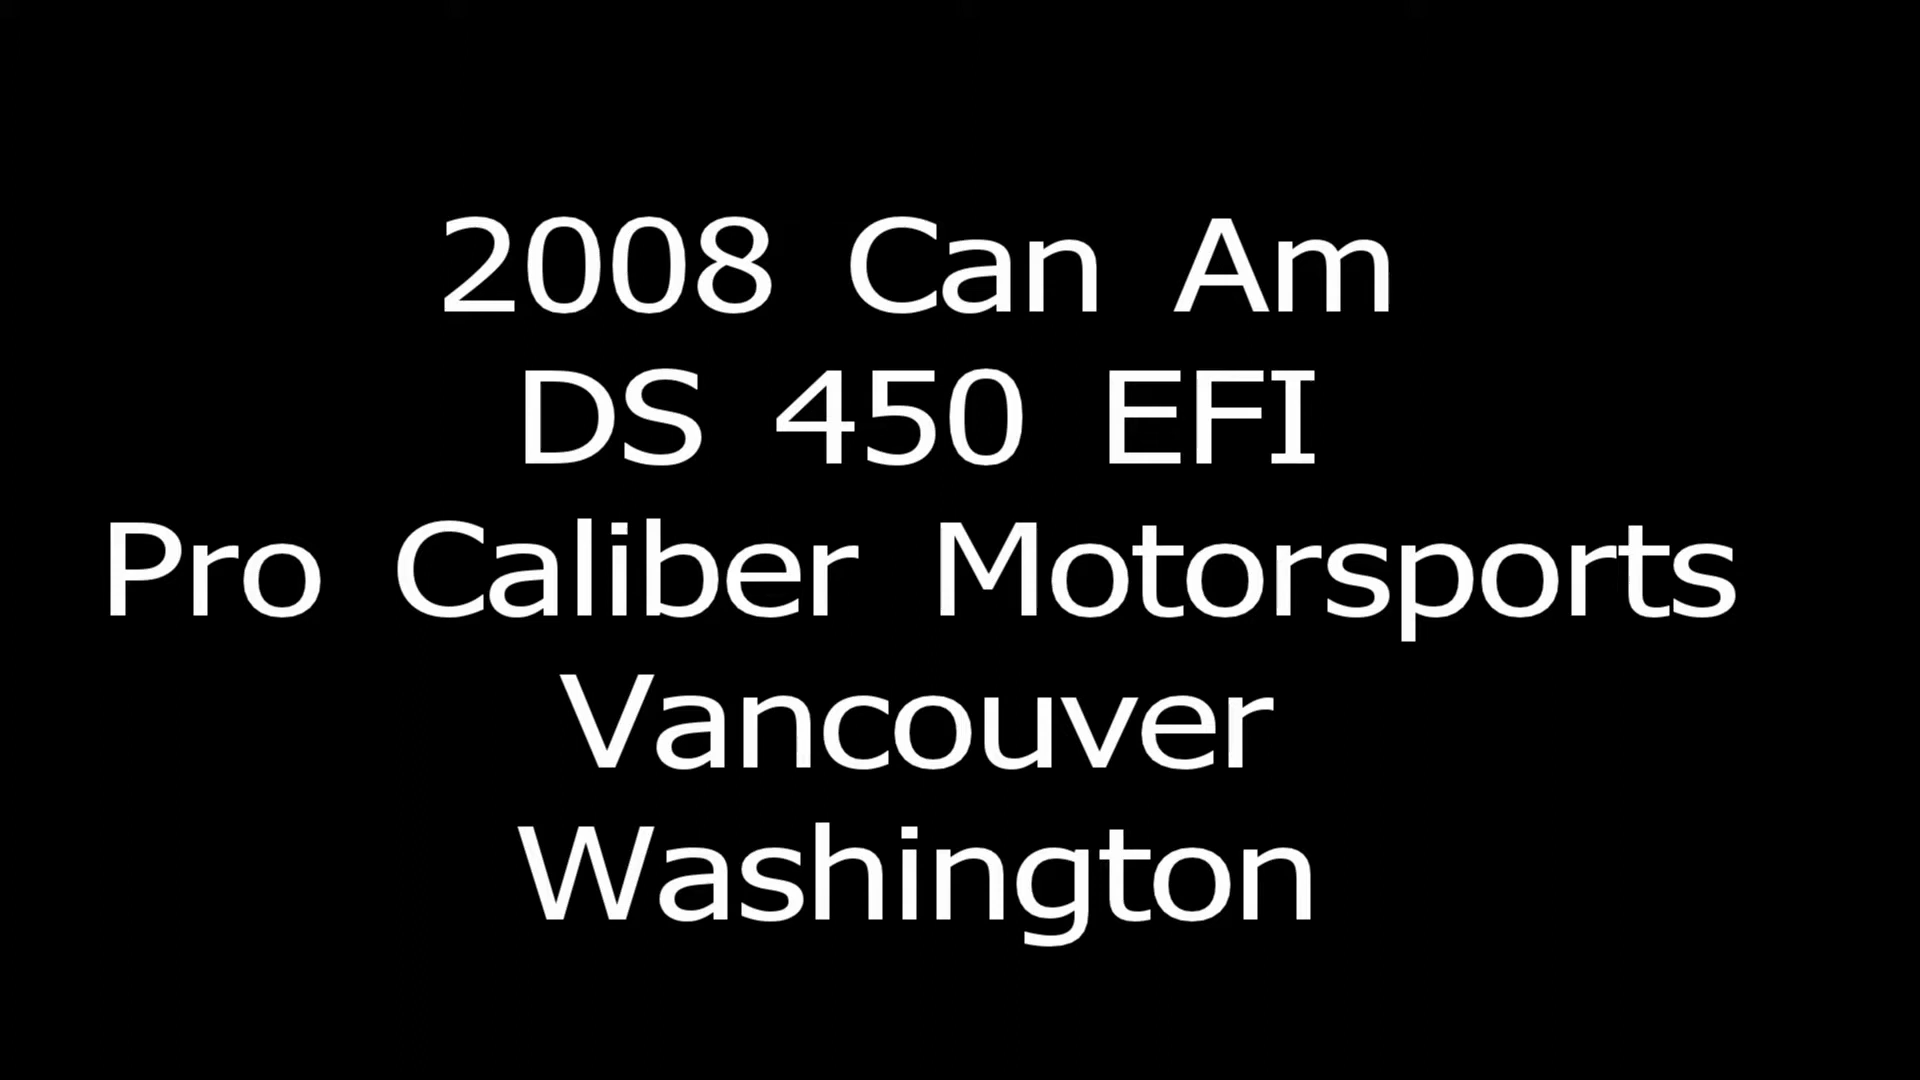 2008 Can Am
DS 450 EFI
Pro Caliber Motorsports
Vancouver
Washington